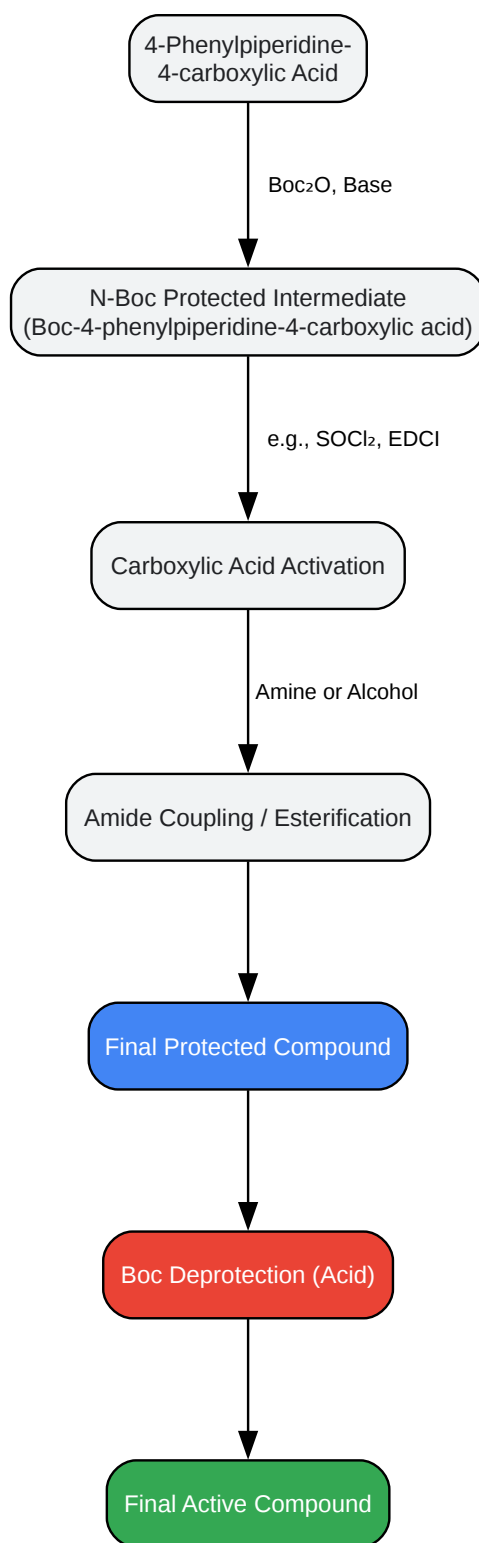 4-Phenylpiperidine-
4-carboxylic Acid
Boc₂O, Base
N-Boc Protected Intermediate
(Boc-4-phenylpiperidine-4-carboxylic acid)
e.g., SOCl₂, EDCI
Carboxylic Acid Activation
Amine or Alcohol
Amide Coupling / Esterification
Final Protected Compound
Boc Deprotection (Acid)
Final Active Compound